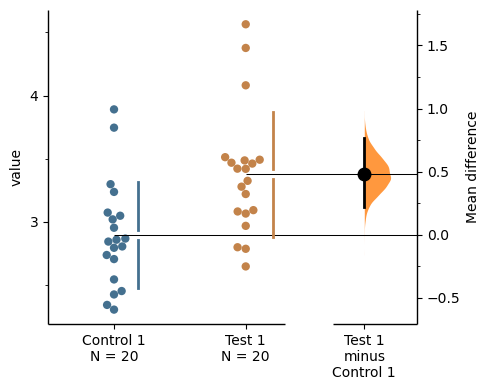 value
4
3
Control 1
N = 20
Test 1
N = 20
Test 1
minus
Control 1
1.5
1.0
0.5
0.0
−0.5
Mean difference